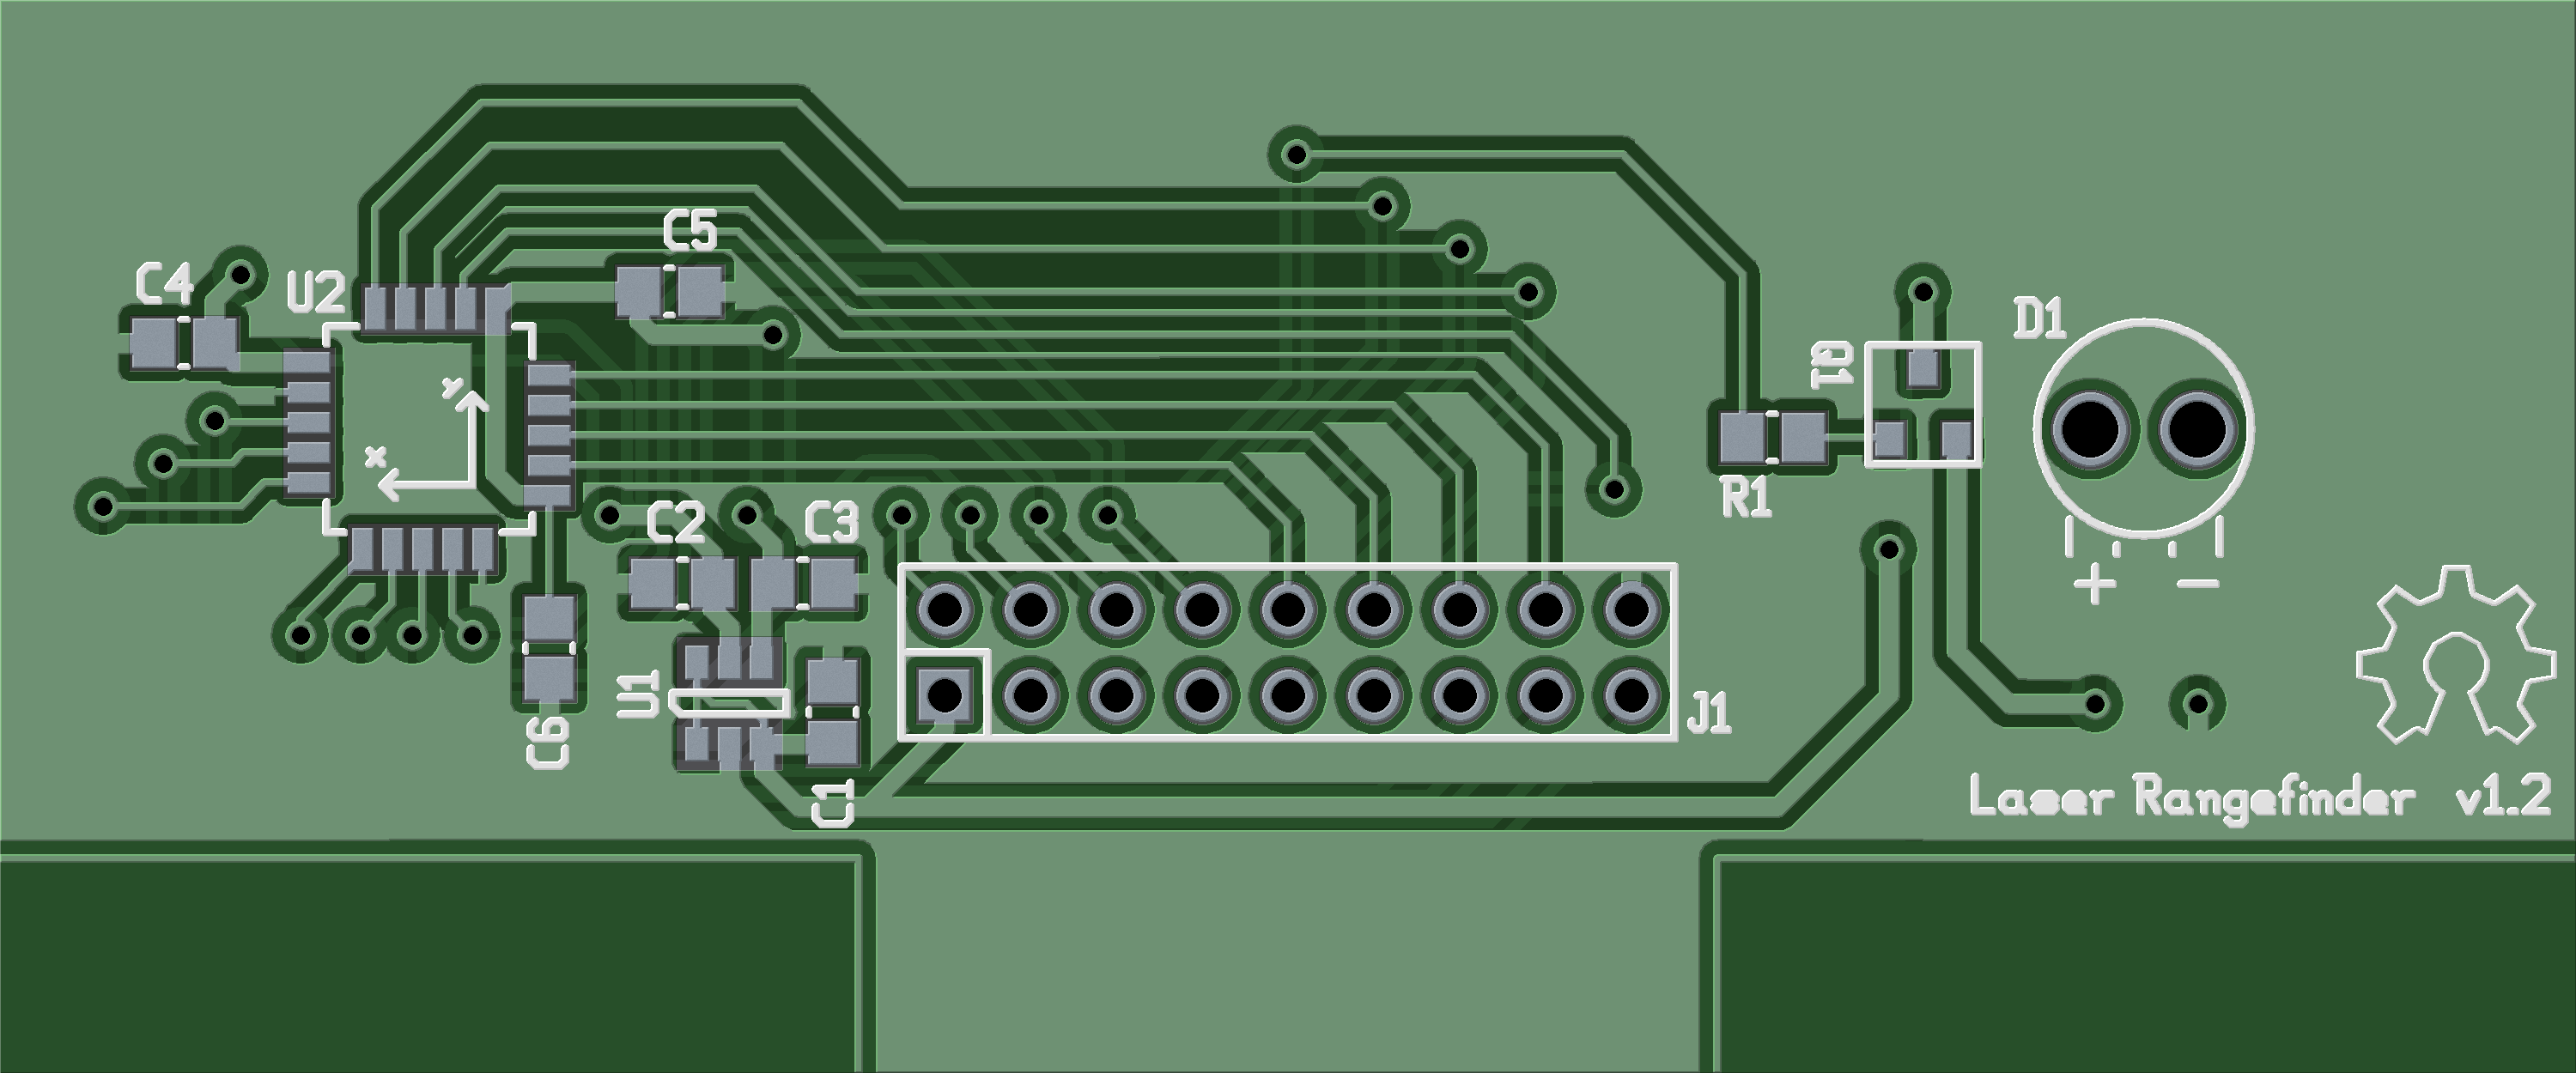 C5
C4
U2
D1
Q1
Y
X
R1
C2
C3
+ −
U1
J1
C6
C1
Laser Rangefinder v1.2